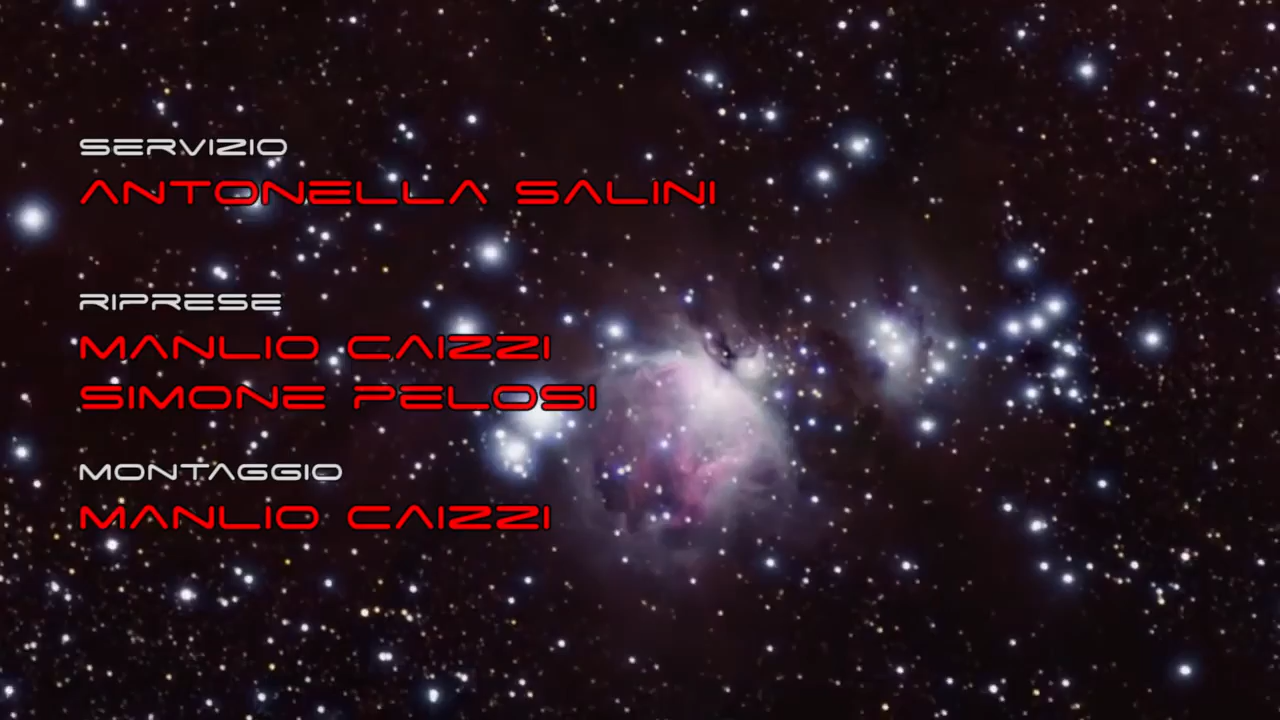 SERVIZIO
ANTONELLA SALINI
RIPRESE
MANLIO CAIZZI
SIMONE PELOSI
MONTAGGIO
MANLIO CAIZZI